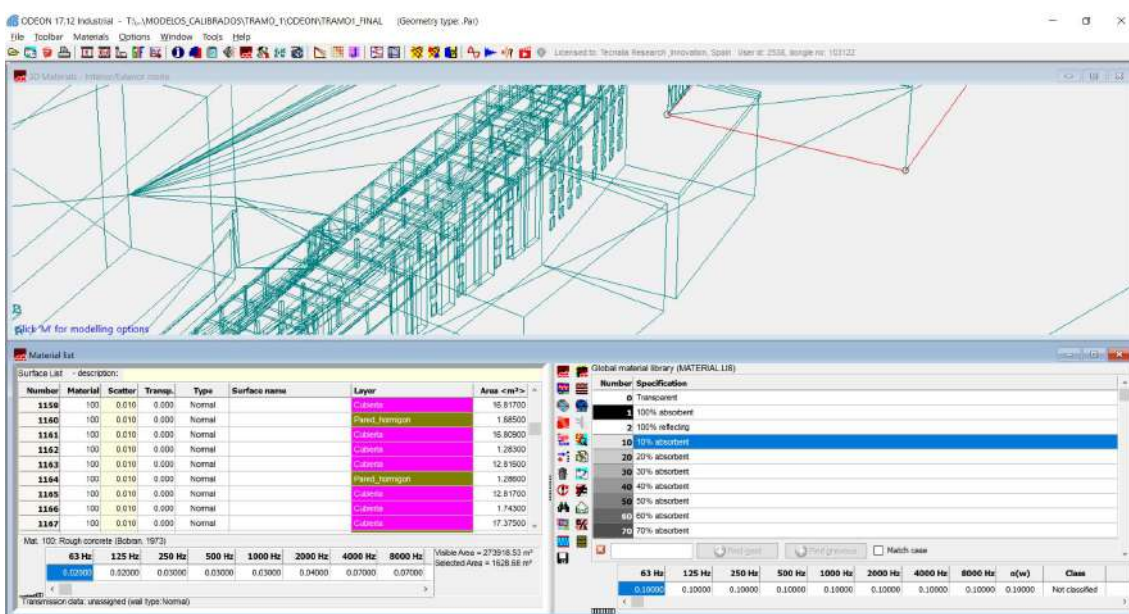 ODEON 17.12 Industrial - T:\...\MODELOS_CALIBRADOS\TRAMO_1\ODEON\TRAMO1_FINAL (Geometry type: .Par)
File Toolbar Materials Options Window Tools Help
Licensed to: Tecnalia Research_Innovation, Spain User id: 2538, dongle no: 103122
3D Materials - Interior/Exterior mode
Click 'M' for modelling options
Material list
Surface List - description:
Number Material Scatter Transp. Type Surface name Layer Area <m²>
1159 100 0.010 0.000 Normal Cubierta 16.81700
1160 100 0.010 0.000 Normal Pared_hormigon 1.68500
1161 100 0.010 0.000 Normal Cubierta 16.80900
1162 100 0.010 0.000 Normal Cubierta 1.28300
1163 100 0.010 0.000 Normal Cubierta 12.81600
1164 100 0.010 0.000 Normal Pared_hormigon 1.28600
1165 100 0.010 0.000 Normal Cubierta 12.81700
1166 100 0.010 0.000 Normal Cubierta 1.74300
1167 100 0.010 0.000 Normal Cubierta 17.37500
Mat. 100: Rough concrete (Bobran, 1973)
63 Hz 125 Hz 250 Hz 500 Hz 1000 Hz 2000 Hz 4000 Hz 8000 Hz
0.02000 0.02000 0.03000 0.03000 0.03000 0.04000 0.07000 0.07000
Visible Area = 273918.53 m²
Selected Area = 1628.68 m²
Transmission data: unassigned (wall type: Normal)
Global material library (MATERIAL.LI8)
Number Specification
0 Transparent
1 100% absorbent
2 100% reflecting
10 10% absorbent
20 20% absorbent
30 30% absorbent
40 40% absorbent
50 50% absorbent
60 60% absorbent
70 70% absorbent
Find next Find previous Match case
63 Hz 125 Hz 250 Hz 500 Hz 1000 Hz 2000 Hz 4000 Hz 8000 Hz α(w) Class
0.10000 0.10000 0.10000 0.10000 0.10000 0.10000 0.10000 0.10000 0.10000 Not classified